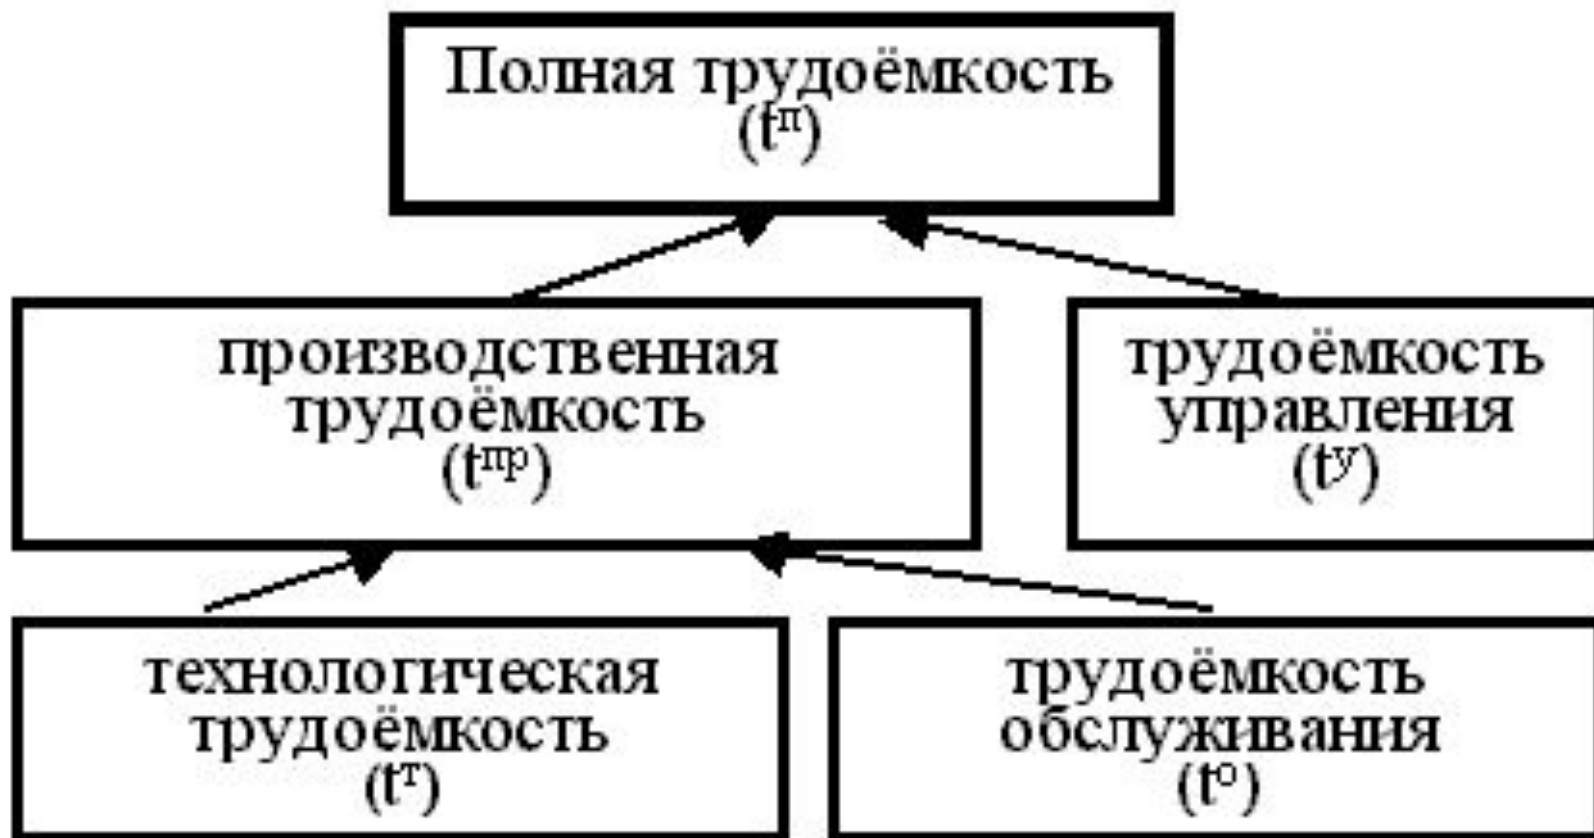 Полная трудоёмкость
(tп)
производственная
трудоёмкость
(tпр)
трудоёмкость
управления
(tу)
технологическая
трудоёмкость
(tт)
трудоёмкость
обслуживания
(tо)